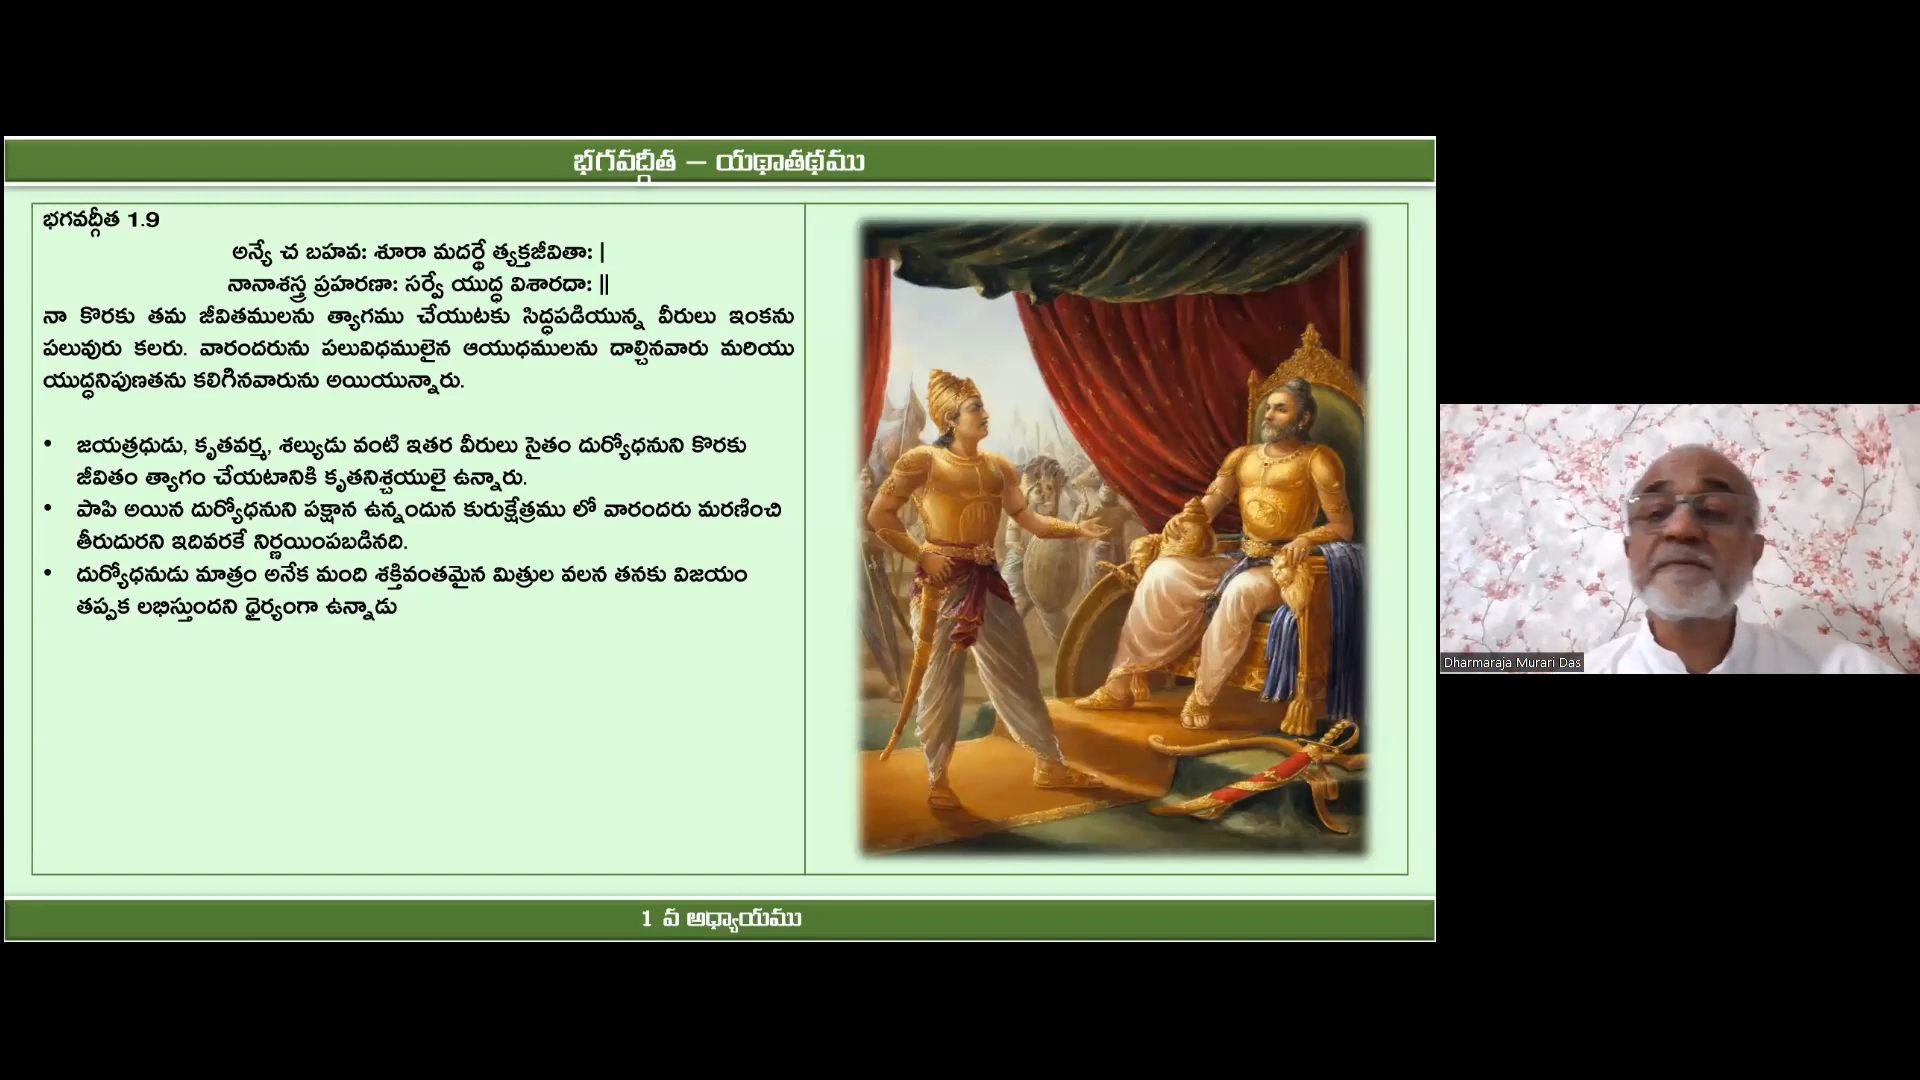 భగవద్గీత – యథాతథము
భగవద్గీత 1.9
అన్యే చ బహవ: శూరా మదర్థే త్యక్తజీవితా: |
నానాశస్త్ర ప్రహరణా: సర్వే యుద్ధ విశారదా: ||
నా కొరకు తమ జీవితములను త్యాగము చేయుటకు సిద్ధపడియున్న వీరులు ఇంకను
పలువురు కలరు. వారందరును పలువిధములైన ఆయుధములను దాల్చినవారు మరియు
యుద్ధనిపుణతను కలిగినవారును అయియున్నారు.
• జయత్రధుడు, కృతవర్మ, శల్యుడు వంటి ఇతర వీరులు సైతం దుర్యోధనుని కొరకు
జీవితం త్యాగం చేయటానికి కృతనిశ్చయులై ఉన్నారు.
• పాపి అయిన దుర్యోధనుని పక్షాన ఉన్నందున కురుక్షేత్రము లో వారందరు మరణించి
తీరుదురని ఇదివరకే నిర్ణయింపబడినది.
• దుర్యోధనుడు మాత్రం అనేక మంది శక్తివంతమైన మిత్రుల వలన తనకు విజయం
తప్పక లభిస్తుందని ధైర్యంగా ఉన్నాడు
Dharmaraja Murari Das
1 వ అధ్యాయము